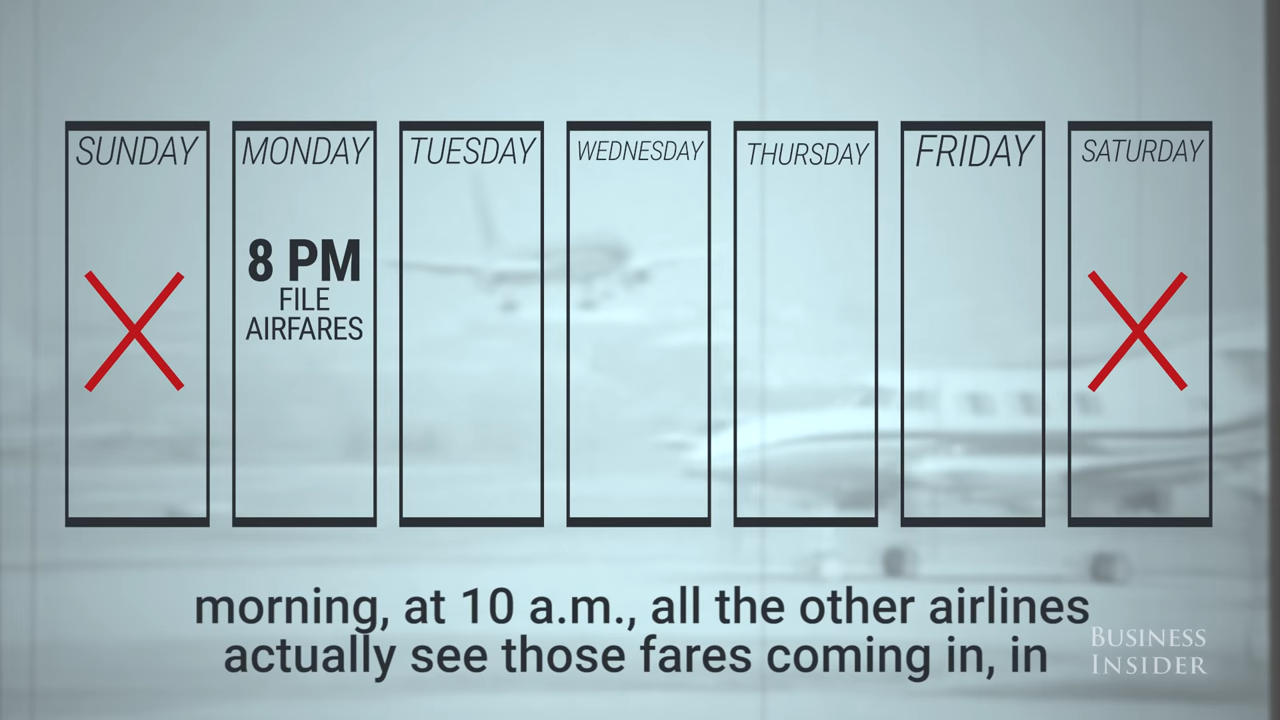 SUNDAY
MONDAY
TUESDAY
WEDNESDAY
THURSDAY
FRIDAY
SATURDAY
8 PM
FILE
AIRFARES
morning, at 10 a.m., all the other airlines
actually see those fares coming in, in
BUSINESS
INSIDER